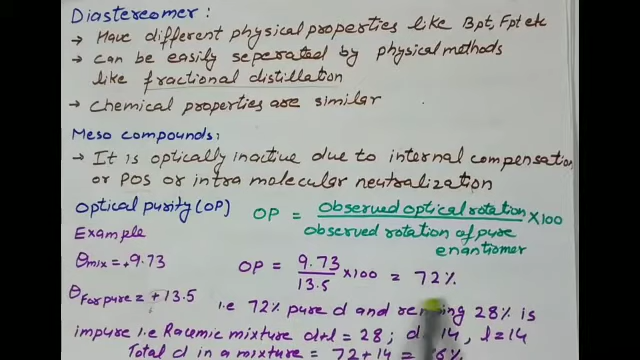 Diastereomer :
→ Have different physical properties like Bpt, Fpt etc
→ can be easily seperated by physical methods
like fractional distillation
→ Chemical properties are similar
Meso compounds:
→ It is optically inactive due to internal compensation
or POS or intra molecular neutralization
Optical purity (OP) OP = Observed optical rotation / Observed rotation of pure enantiomer × 100
Example
θmix = +9.73 OP = 9.73 / 13.5 × 100 = 72%
θFor pure = +13.5
i.e 72% pure d and 28% is
impure i.e Racemic mixture d+l = 28; 14, l = 14
Total d in a mixture = 72 + 14 =